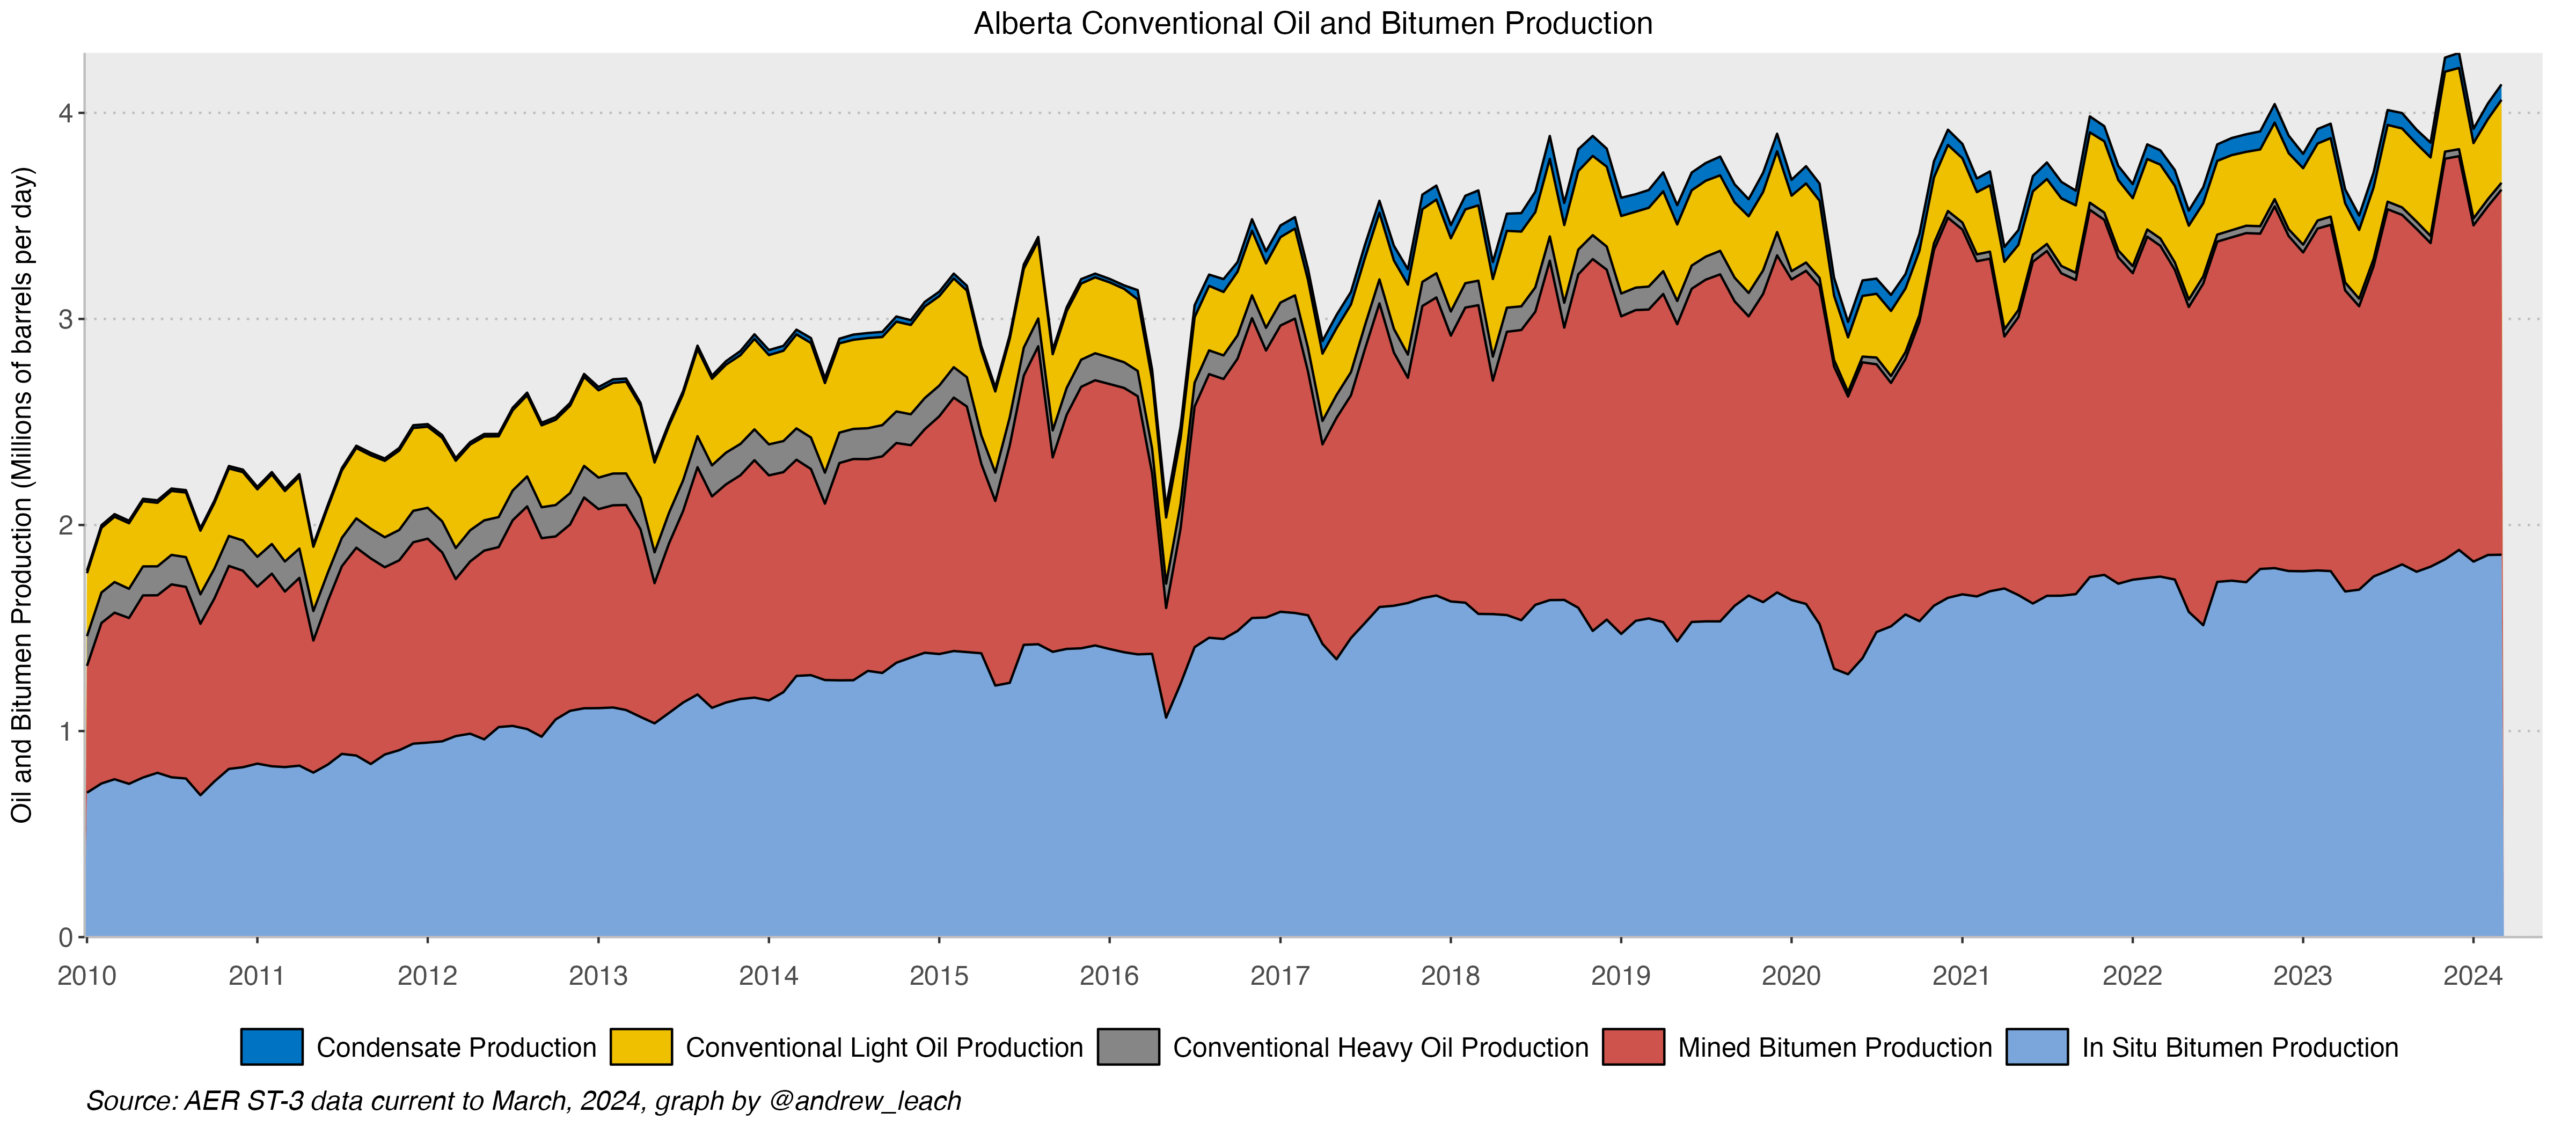 Alberta Conventional Oil and Bitumen Production
Oil and Bitumen Production (Millions of barrels per day)
4
3
2
1
0
2010 2011 2012 2013 2014 2015 2016 2017 2018 2019 2020 2021 2022 2023 2024
Condensate Production Conventional Light Oil Production Conventional Heavy Oil Production Mined Bitumen Production In Situ Bitumen Production
Source: AER ST-3 data current to March, 2024, graph by @andrew_leach